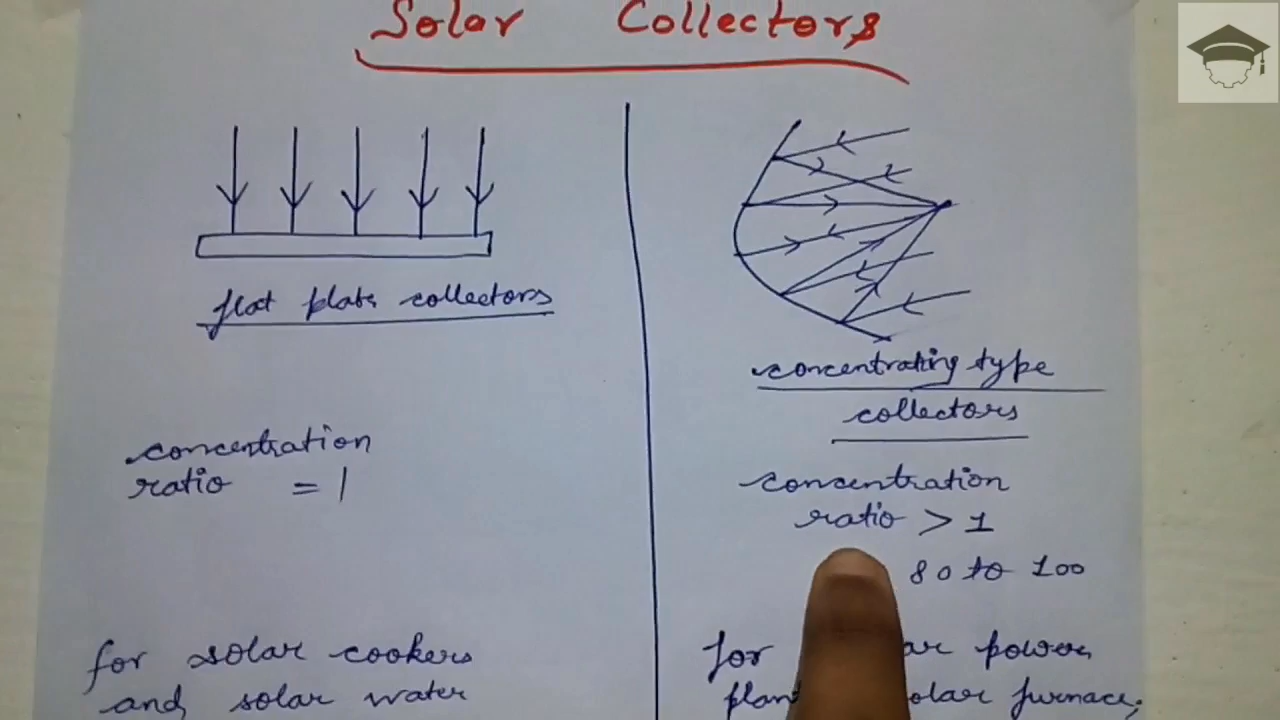 Solar Collectors
flat plate collectors
concentration
ratio = 1
for solar cookers
and solar water
concentrating type
collectors
concentration
ratio > 1
80 to 100
for power
solar furnace,